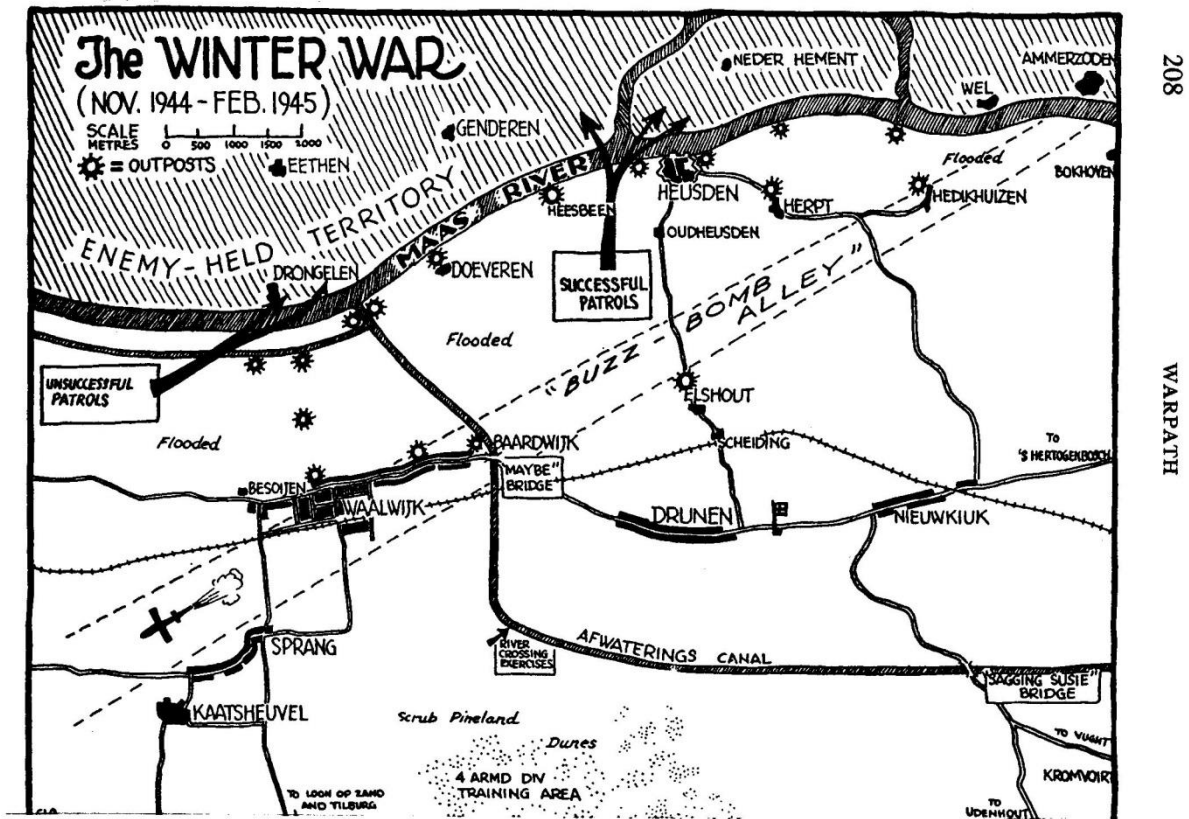 The WINTER WAR
(NOV. 1944 - FEB. 1945)
SCALE
METRES
0 500 1000 1500 2.000
= OUTPOSTS
EETHEN
GENDEREN
NEDER HEMENT
AMMERZODEN
WEL
ENEMY-HELD TERRITORY
MAAS RIVER
DRONGELEN
HEESBEEN
HEUSDEN
HERPT
Flooded
BOKHOVEN
HEDIKHUIZEN
OUDHEUSDEN
DOEVEREN
SUCCESSFUL
PATROLS
"BUZZ BOMB
ALLEY"
Flooded
UNSUCCESSFUL
PATROLS
Flooded
ELSHOUT
SCHEIDING
BAARDWIJK
MAYBE"
BRIDGE
TO
'S HERTOGENBOSCH
BESOIJEN
WAALWIJK
DRUNEN
NIEUWKIUK
SPRANG
RIVER
CROSSING
EXERCISES
AFWATERINGS CANAL
"SAGGING SUSIE"
BRIDGE
KAATSHEUVEL
Scrub Pineland
Dunes
4 ARMD DIV
TRAINING AREA
TO VUGHT
KROMVOIRT
TO LOON OP ZAND
AND TILBURG
TO
UDENHOUT
208
WARPATH